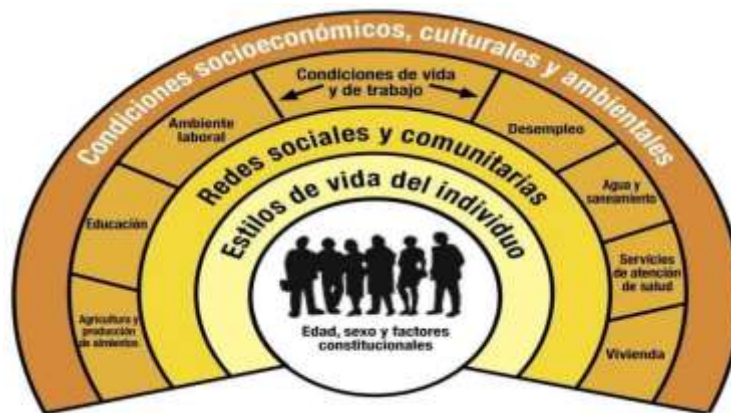 Condiciones socioeconómicos, culturales y ambientales
Condiciones de vida
y de trabajo
Ambiente
laboral
Desempleo
Educación
Agua y
saneamiento
Servicios
de atención
de salud
Agricultura y
producción
de alimentos
Vivienda
Redes sociales y comunitarias
Estilos de vida del individuo
Edad, sexo y factores
constitucionales